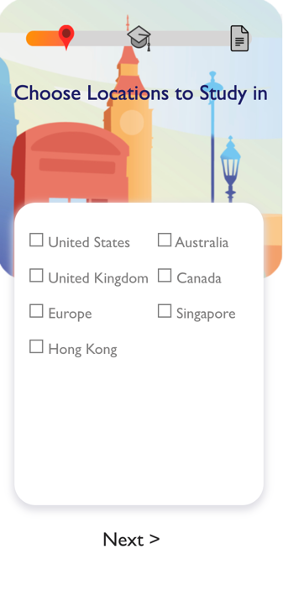 Choose Locations to Study in
United States
Australia
United Kingdom
Canada
Europe
Singapore
Hong Kong
Next >